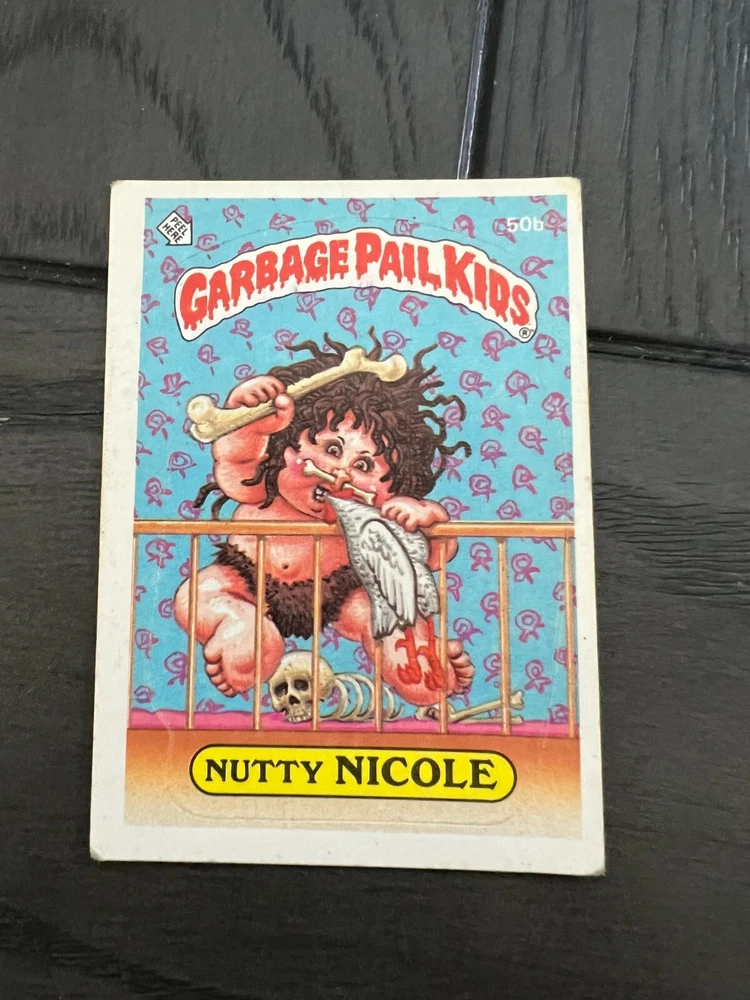 PEEL
HERE
50b
GARBAGE PAIL KIDS
®
NUTTY NICOLE